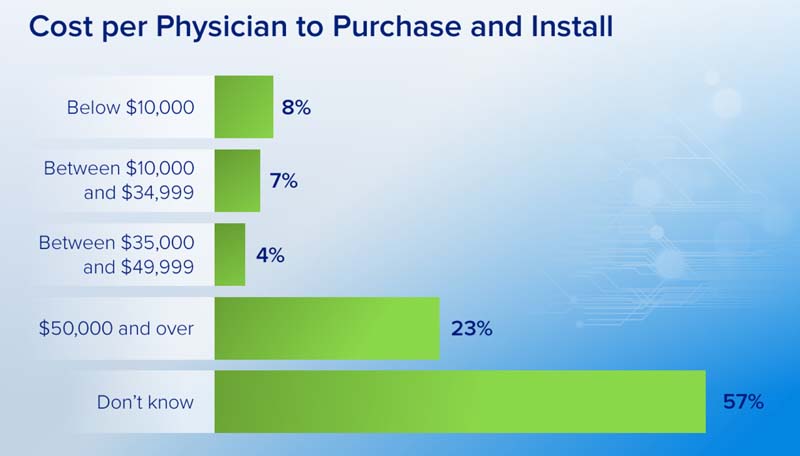 Cost per Physician to Purchase and Install
Below $10,000
8%
Between $10,000
and $34,999
7%
Between $35,000
and $49,999
4%
$50,000 and over
23%
Don’t know
57%